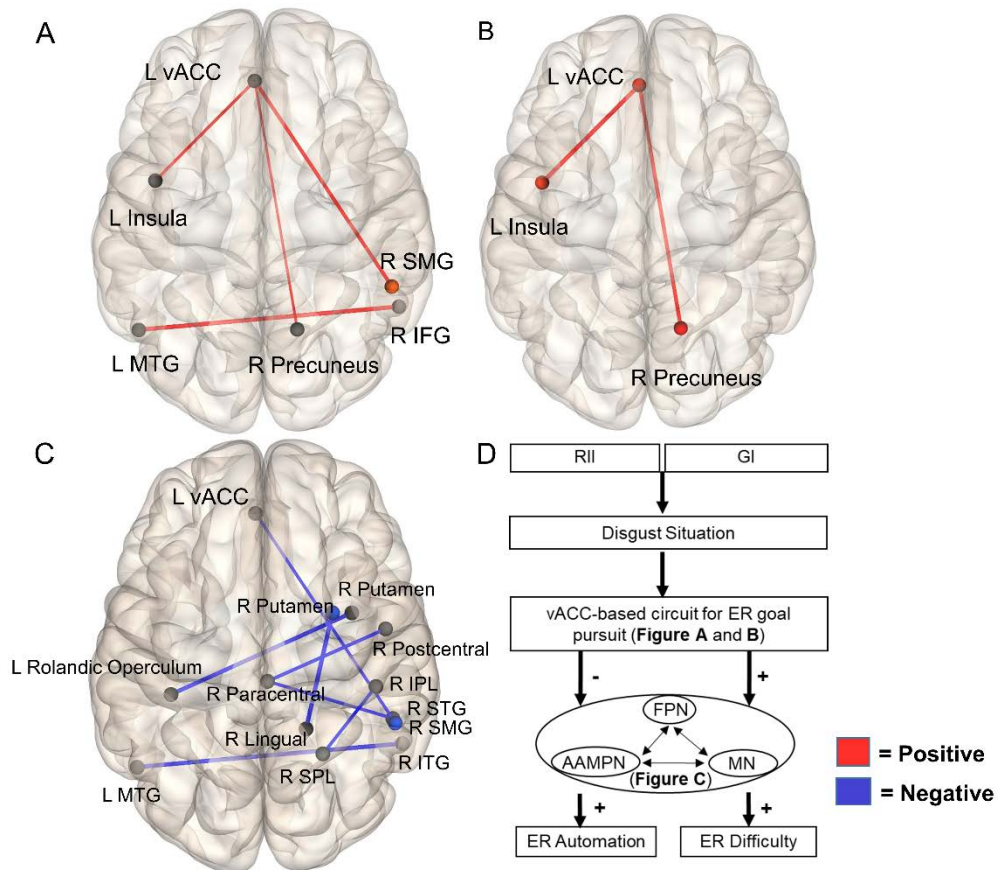 A
L vACC
L Insula
R SMG
R IFG
L MTG
R Precuneus
B
L vACC
L Insula
R Precuneus
C
L vACC
R Putamen
R Putamen
R Postcentral
L Rolandic Operculum
R Paracentral
R IPL
R STG
R SMG
R Lingual
R ITG
R SPL
L MTG
D
RII
GI
Disgust Situation
vACC-based circuit for ER goal
pursuit (Figure A and B)
-
+
FPN
AAMPN
MN
(Figure C)
+
+
ER Automation
ER Difficulty
= Positive
= Negative